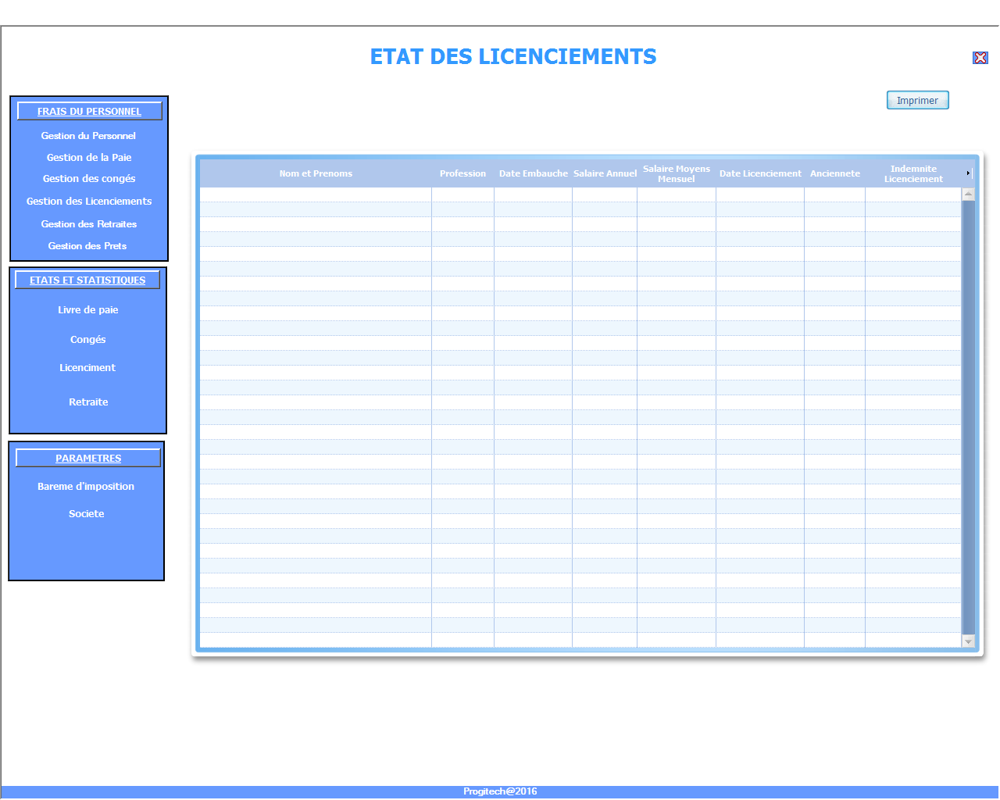 ETAT DES LICENCIEMENTS
Imprimer
FRAIS DU PERSONNEL
Gestion du Personnel
Gestion de la Paie
Gestion des congés
Gestion des Licenciements
Gestion des Retraites
Gestion des Prets
ETATS ET STATISTIQUES
Livre de paie
Congés
Licenciment
Retraite
PARAMETRES
Bareme d'imposition
Societe
Nom et Prenoms
Profession
Date Embauche
Salaire Annuel
Salaire Moyens
Mensuel
Date Licenciement
Anciennete
Indemnite
Licenciement
Progitech@2016